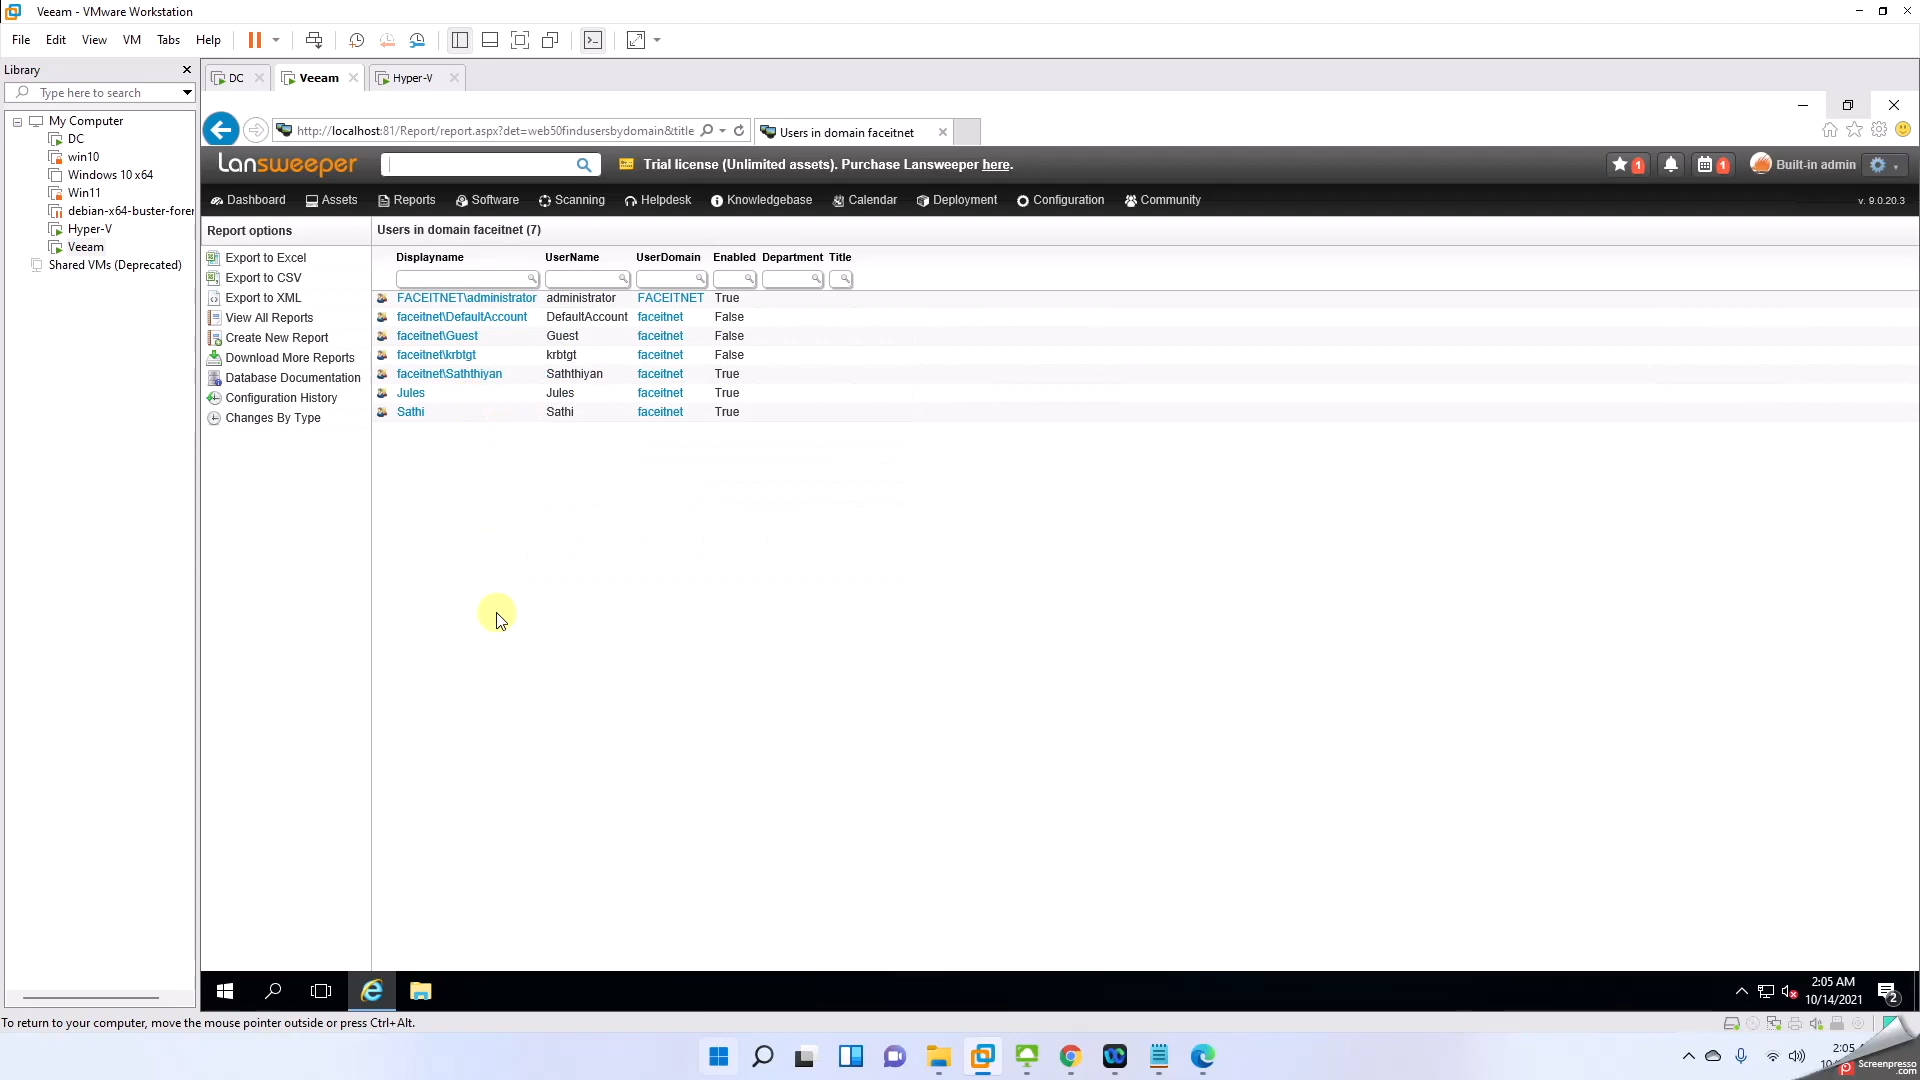 Veeam - VMware Workstation
File Edit View VM Tabs Help
Library
Type here to search
My Computer
DC
win10
Windows 10 x64
Win11
debian-x64-buster-forer
Hyper-V
Veeam
Shared VMs (Deprecated)
DC Veeam Hyper-V
http://localhost:81/Report/report.aspx?det=web50findusersbydomain&title
Users in domain faceitnet
Lansweeper
Trial license (Unlimited assets). Purchase Lansweeper here.
1
1
Built-in admin
Dashboard Assets Reports Software Scanning Helpdesk Knowledgebase Calendar Deployment Configuration Community
v. 9.0.20.3
Report options
Export to Excel
Export to CSV
Export to XML
View All Reports
Create New Report
Download More Reports
Database Documentation
Configuration History
Changes By Type
Users in domain faceitnet (7)
Displayname UserName UserDomain Enabled Department Title
FACEITNET\administrator administrator FACEITNET True
faceitnet\DefaultAccount DefaultAccount faceitnet False
faceitnet\Guest Guest faceitnet False
faceitnet\krbtgt krbtgt faceitnet False
faceitnet\Saththiyan Saththiyan faceitnet True
Jules Jules faceitnet True
Sathi Sathi faceitnet True
2:05 AM
10/14/2021
2
To return to your computer, move the mouse pointer outside or press Ctrl+Alt.
2:05
Screenpresso
.com